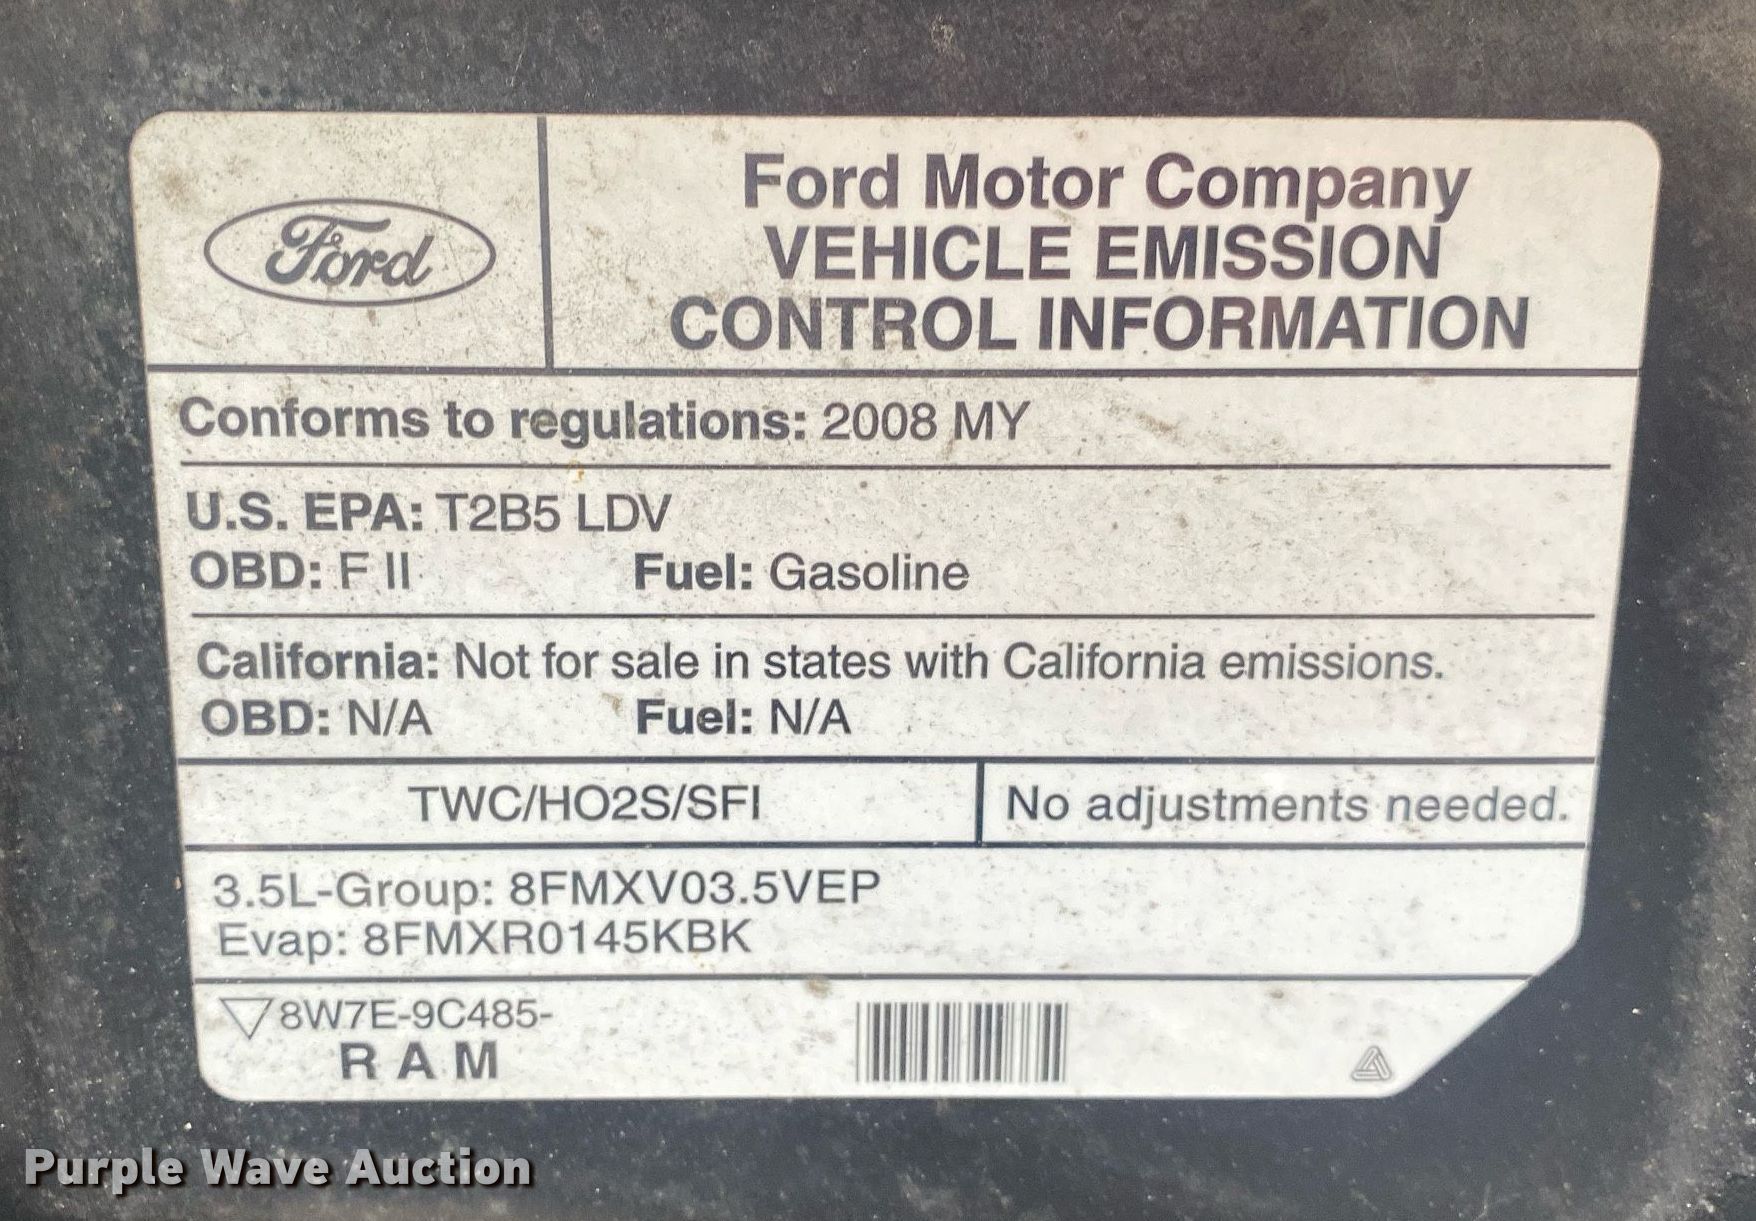 Ford
Ford Motor Company
VEHICLE EMISSION
CONTROL INFORMATION
Conforms to regulations: 2008 MY
U.S. EPA: T2B5 LDV
OBD: F II Fuel: Gasoline
California: Not for sale in states with California emissions.
OBD: N/A Fuel: N/A
TWC/HO2S/SFI No adjustments needed.
3.5L-Group: 8FMXV03.5VEP
Evap: 8FMXR0145KBK
8W7E-9C485-
R A M
Purple Wave Auction